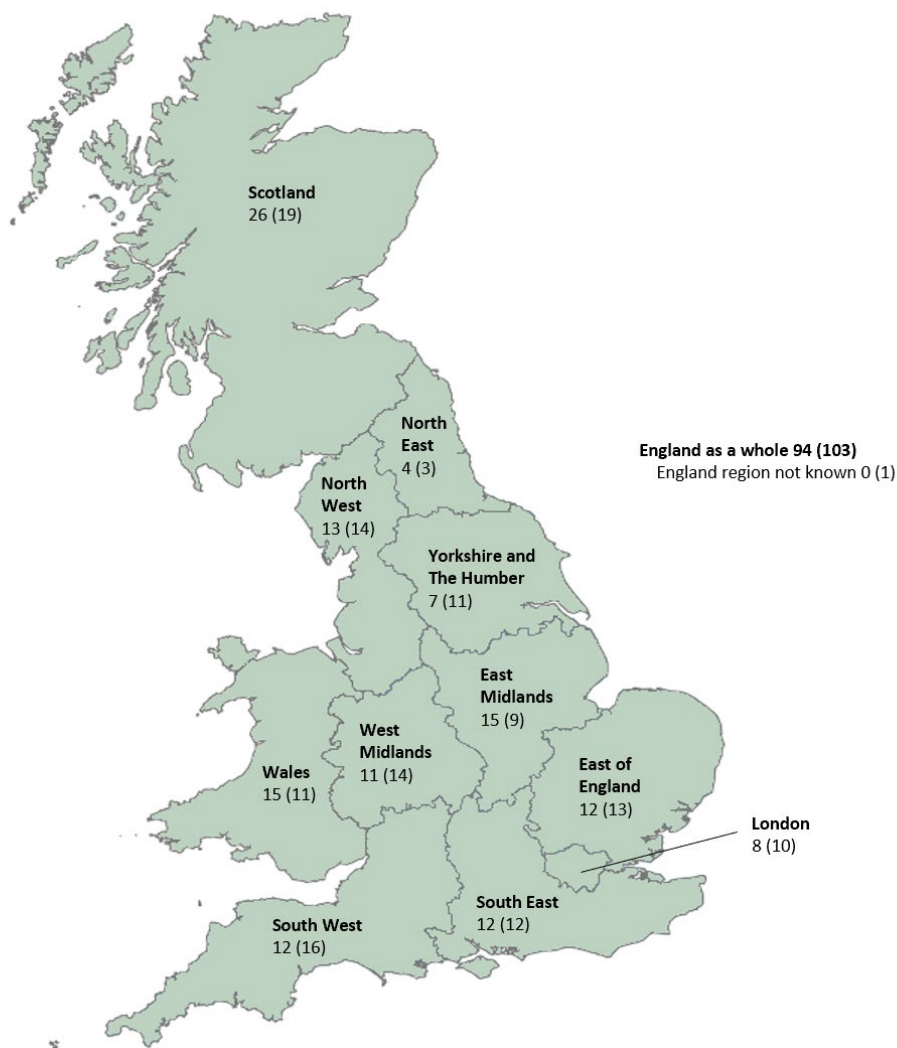 Scotland
26 (19)
North
East
4 (3)
England as a whole 94 (103)
England region not known 0 (1)
North
West
13 (14)
Yorkshire and
The Humber
7 (11)
East
Midlands
15 (9)
West
Midlands
11 (14)
Wales
15 (11)
East of
England
12 (13)
London
8 (10)
South East
12 (12)
South West
12 (16)